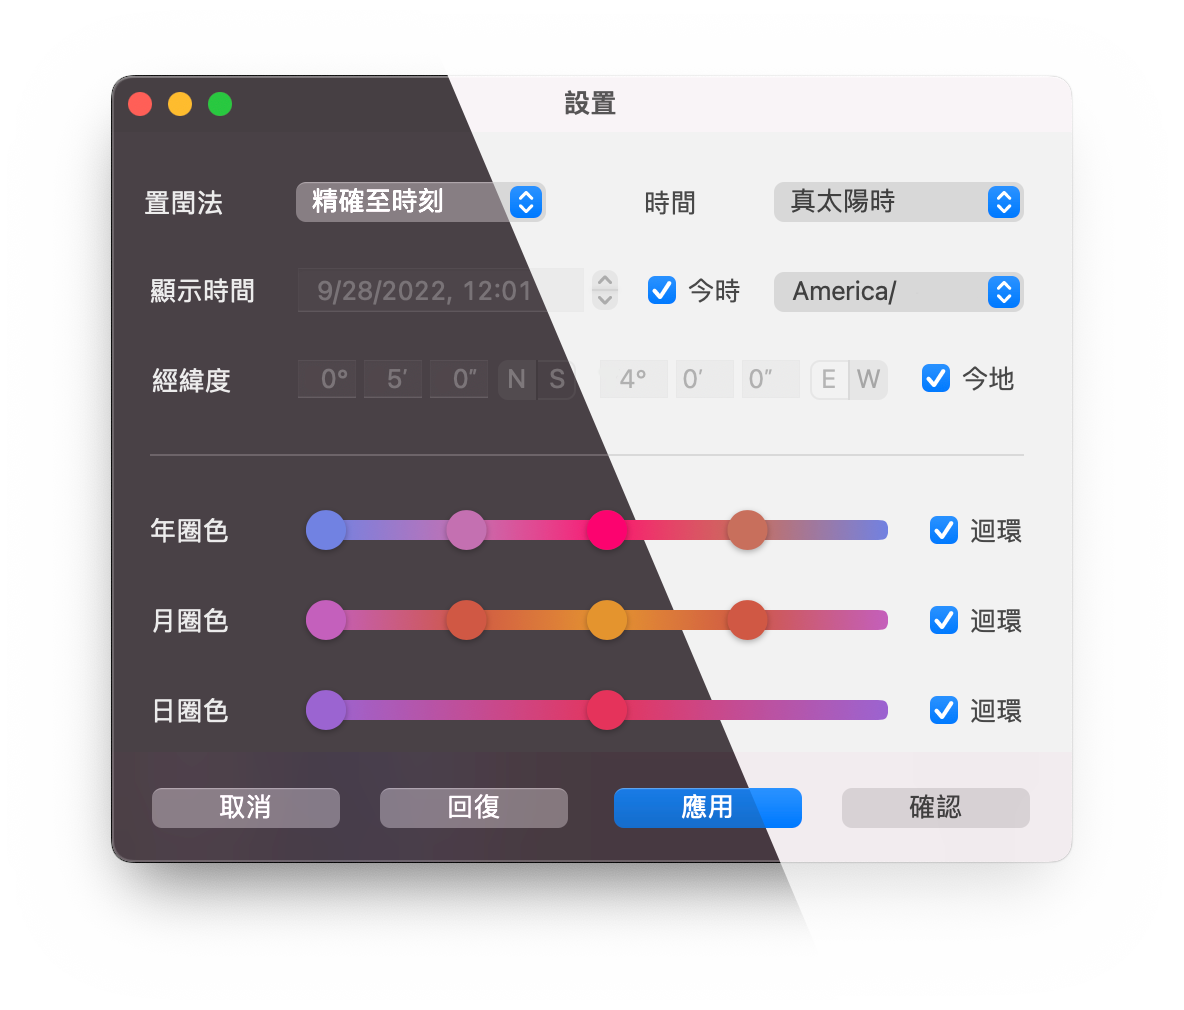 設置
置閏法 精確至時刻 時間 真太陽時
顯示時間 9/28/2022, 12:01 今時 America/
經緯度 0° 5′ 0″ N S 4° 0′ 0″ E W 今地
年圈色 迴環
月圈色 迴環
日圈色 迴環
取消 回復 應用 確認